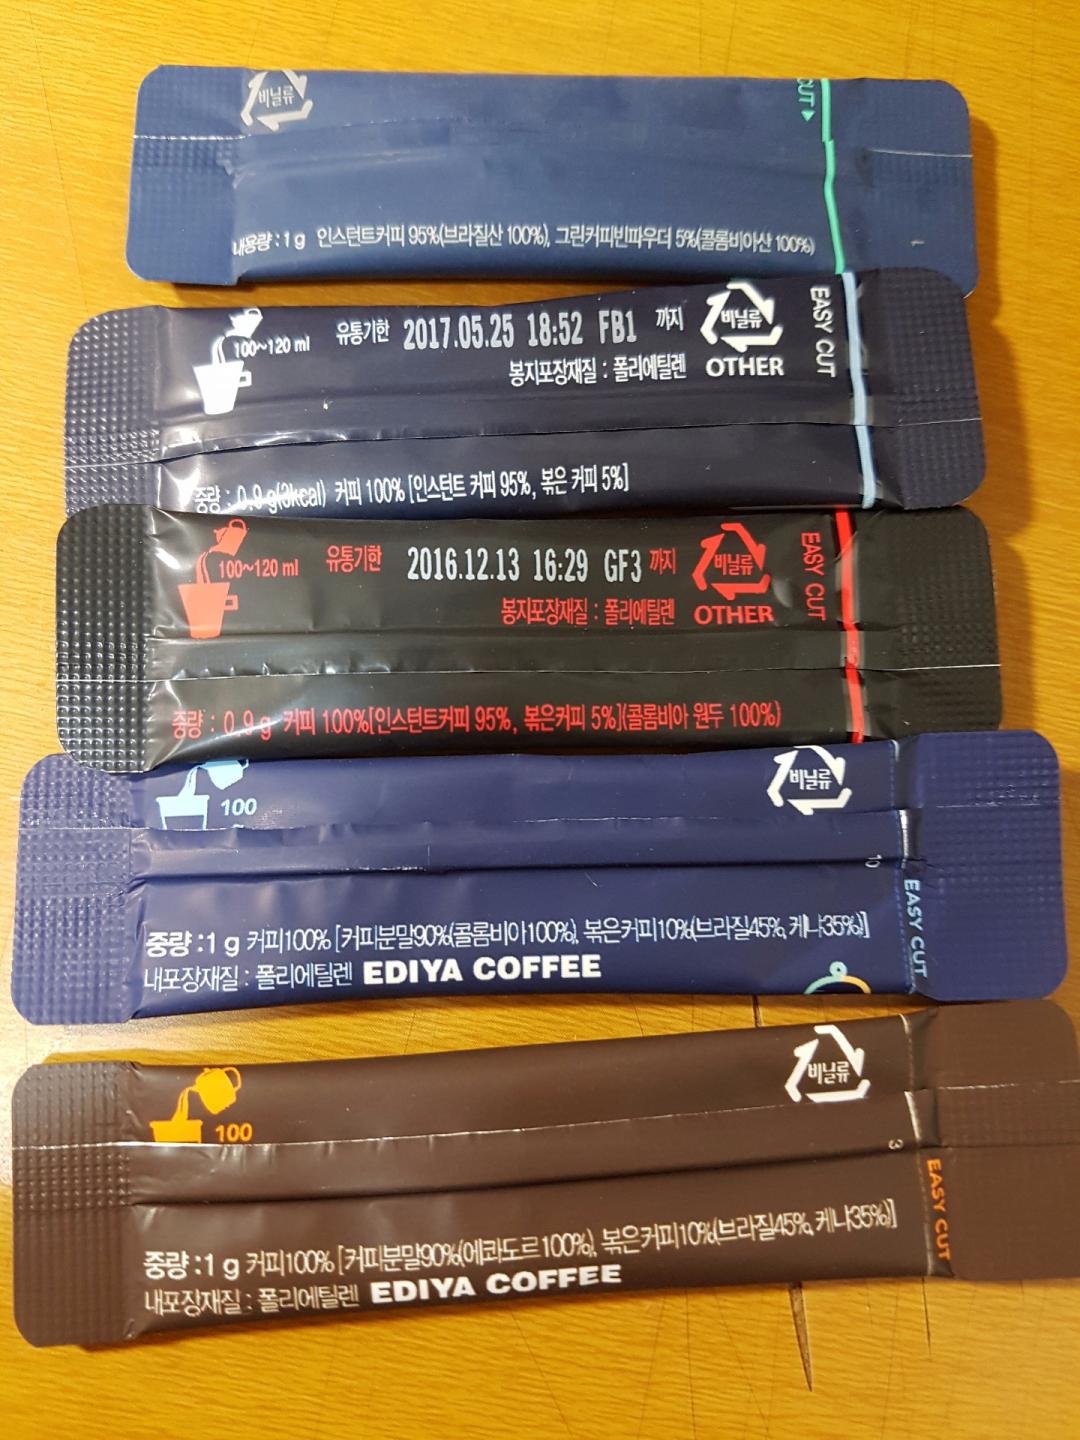 비닐류
CUT
내용량 : 1 g 인스턴트커피 95%(브라질산 100%), 그린커피빈파우더 5%(콜롬비아산 100%)
100~120 ml
유통기한 2017.05.25 18:52 FB1 까지
비닐류
봉지포장재질 : 폴리에틸렌
OTHER
EASY CUT
중량 : 0.9 g(3kcal) 커피 100% [인스턴트 커피 95%, 볶은 커피 5%]
100~120 ml
유통기한 2016.12.13 16:29 GF3 까지
비닐류
봉지포장재질 : 폴리에틸렌
OTHER
EASY CUT
중량 : 0.9 g 커피 100%[인스턴트커피 95%, 볶은커피 5%](콜롬비아 원두 100%)
100
비닐류
10
EASY CUT
중량 : 1 g 커피100% [커피분말90%(콜롬비아100%), 볶은커피10%(브라질45%, 케냐35%)]
내포장재질 : 폴리에틸렌 EDIYA COFFEE
100
비닐류
3
EASY CUT
중량 : 1 g 커피100% [커피분말90%(에콰도르100%), 볶은커피10%(브라질45%, 케냐35%)]
내포장재질 : 폴리에틸렌 EDIYA COFFEE